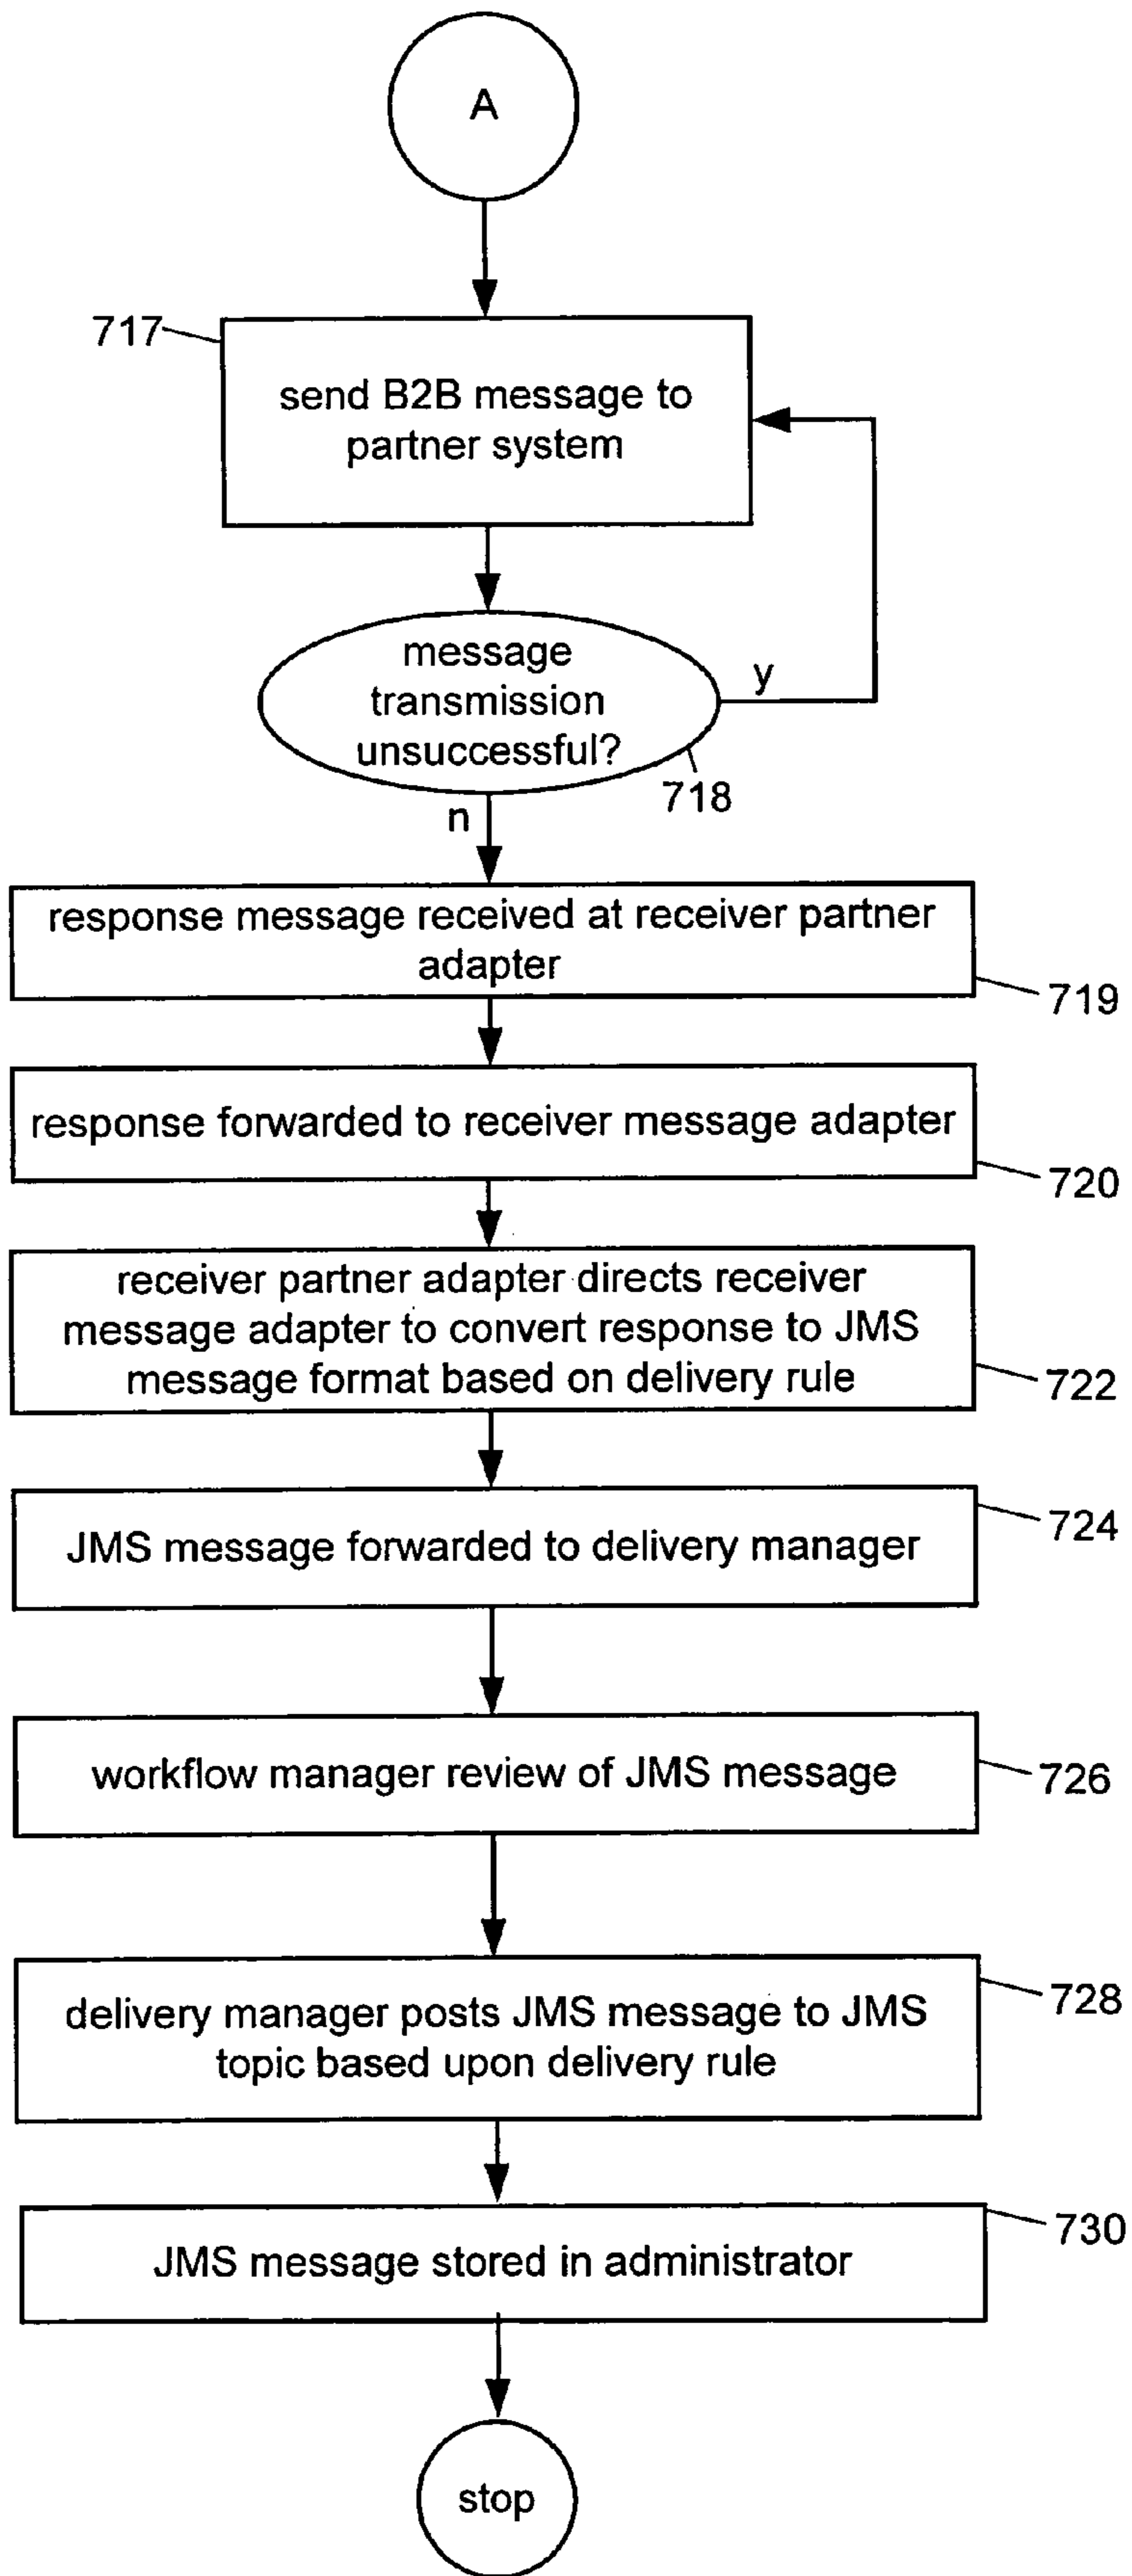 A
717
send B2B message to
partner system
message
transmission
unsuccessful?
y
718
n
response message received at receiver partner
adapter
719
response forwarded to receiver message adapter
720
receiver partner adapter directs receiver
message adapter to convert response to JMS
message format based on delivery rule
722
JMS message forwarded to delivery manager
724
workflow manager review of JMS message
726
delivery manager posts JMS message to JMS
topic based upon delivery rule
728
JMS message stored in administrator
730
stop